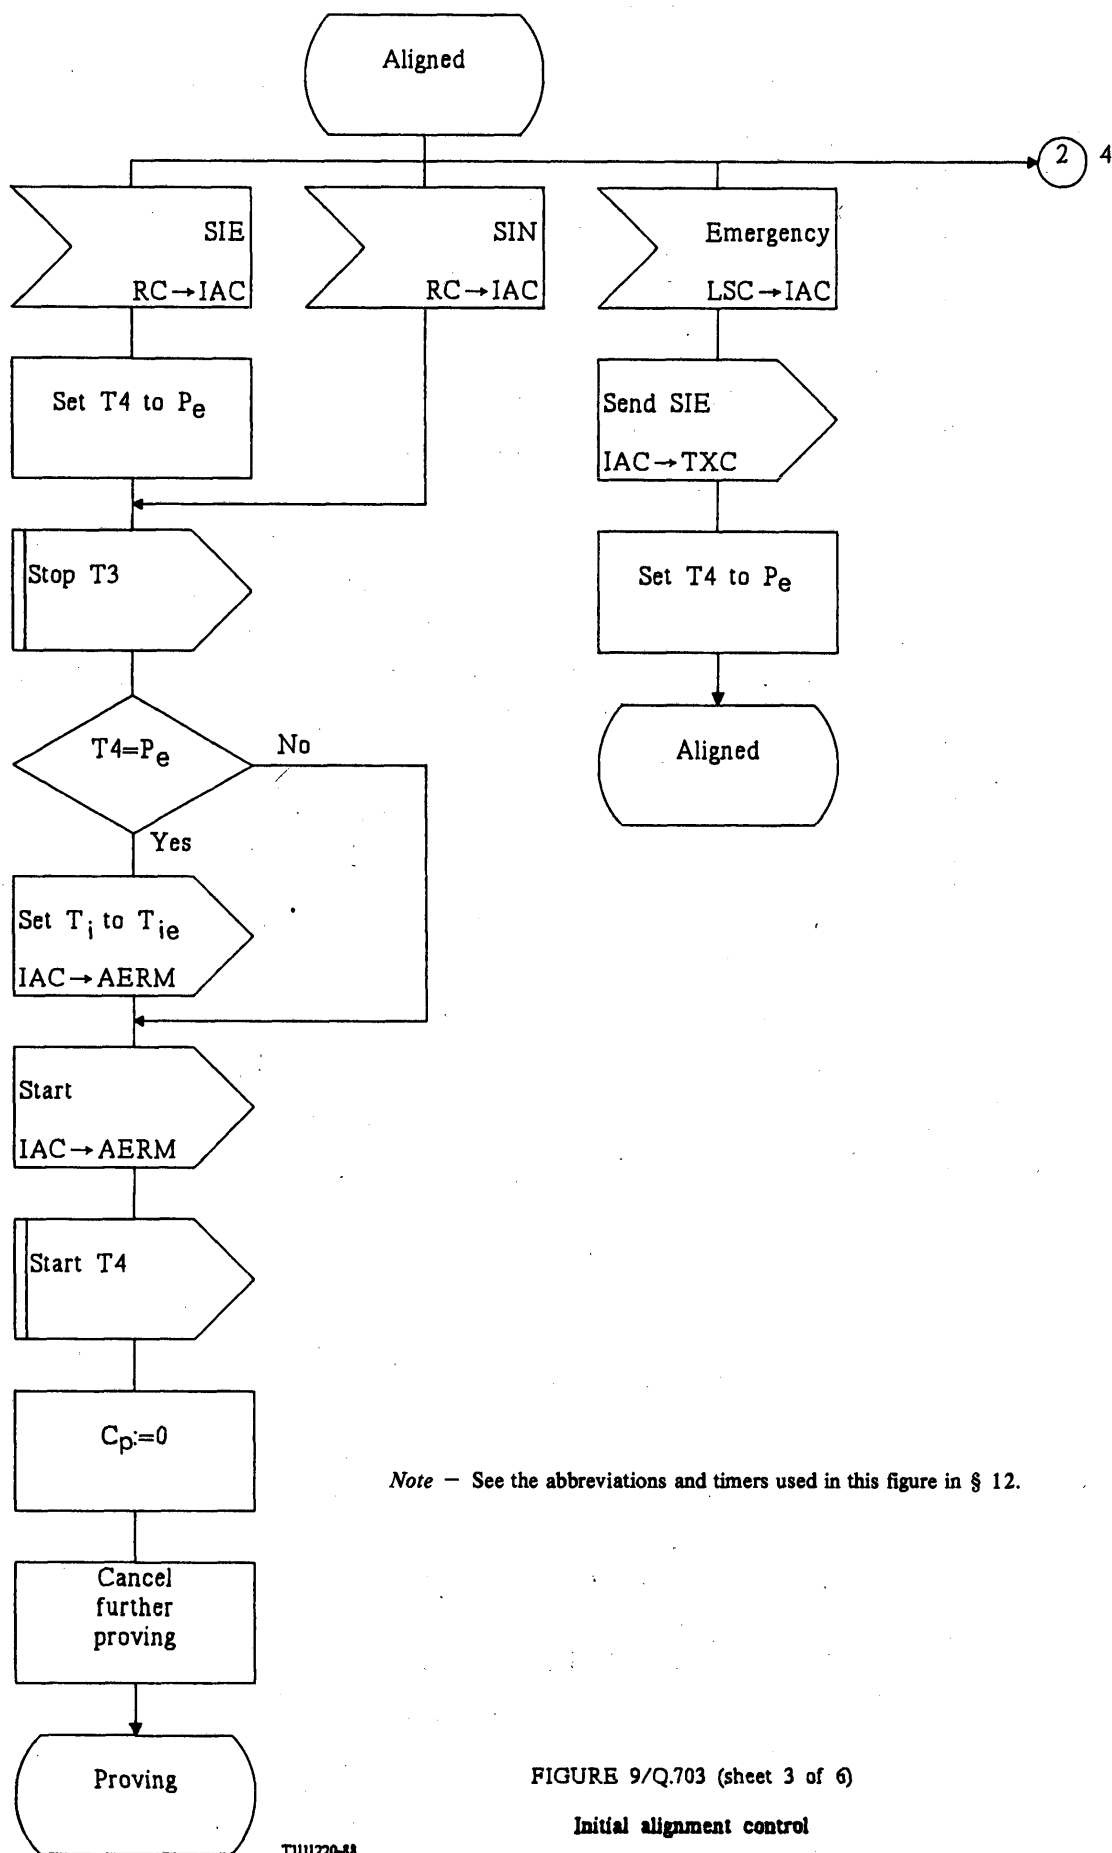 Aligned
2 4
SIE
RC→IAC
SIN
RC→IAC
Emergency
LSC→IAC
Set T4 to Pe
Send SIE
IAC→TXC
Stop T3
Set T4 to Pe
T4=Pe
No
Yes
Aligned
Set Ti to Tie
IAC→AERM
Start
IAC→AERM
Start T4
Cp:=0
Note — See the abbreviations and timers used in this figure in § 12.
Cancel
further
proving
Proving
FIGURE 9/Q.703 (sheet 3 of 6)
Initial alignment control
T1111220-88